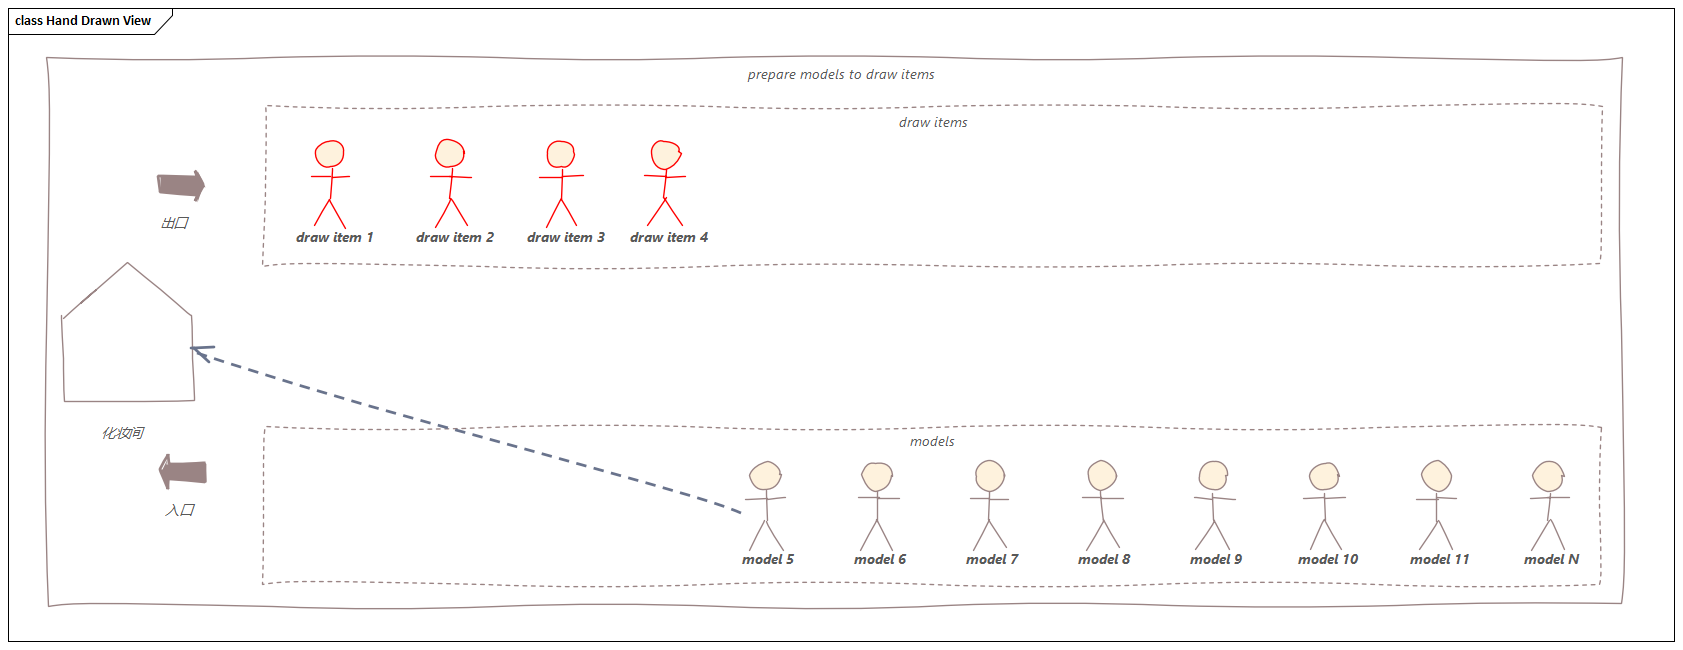 class Hand Drawn View
prepare models to draw items
draw items
draw item 1
draw item 2
draw item 3
draw item 4
出口
化妆间
入口
models
model 5
model 6
model 7
model 8
model 9
model 10
model 11
model N